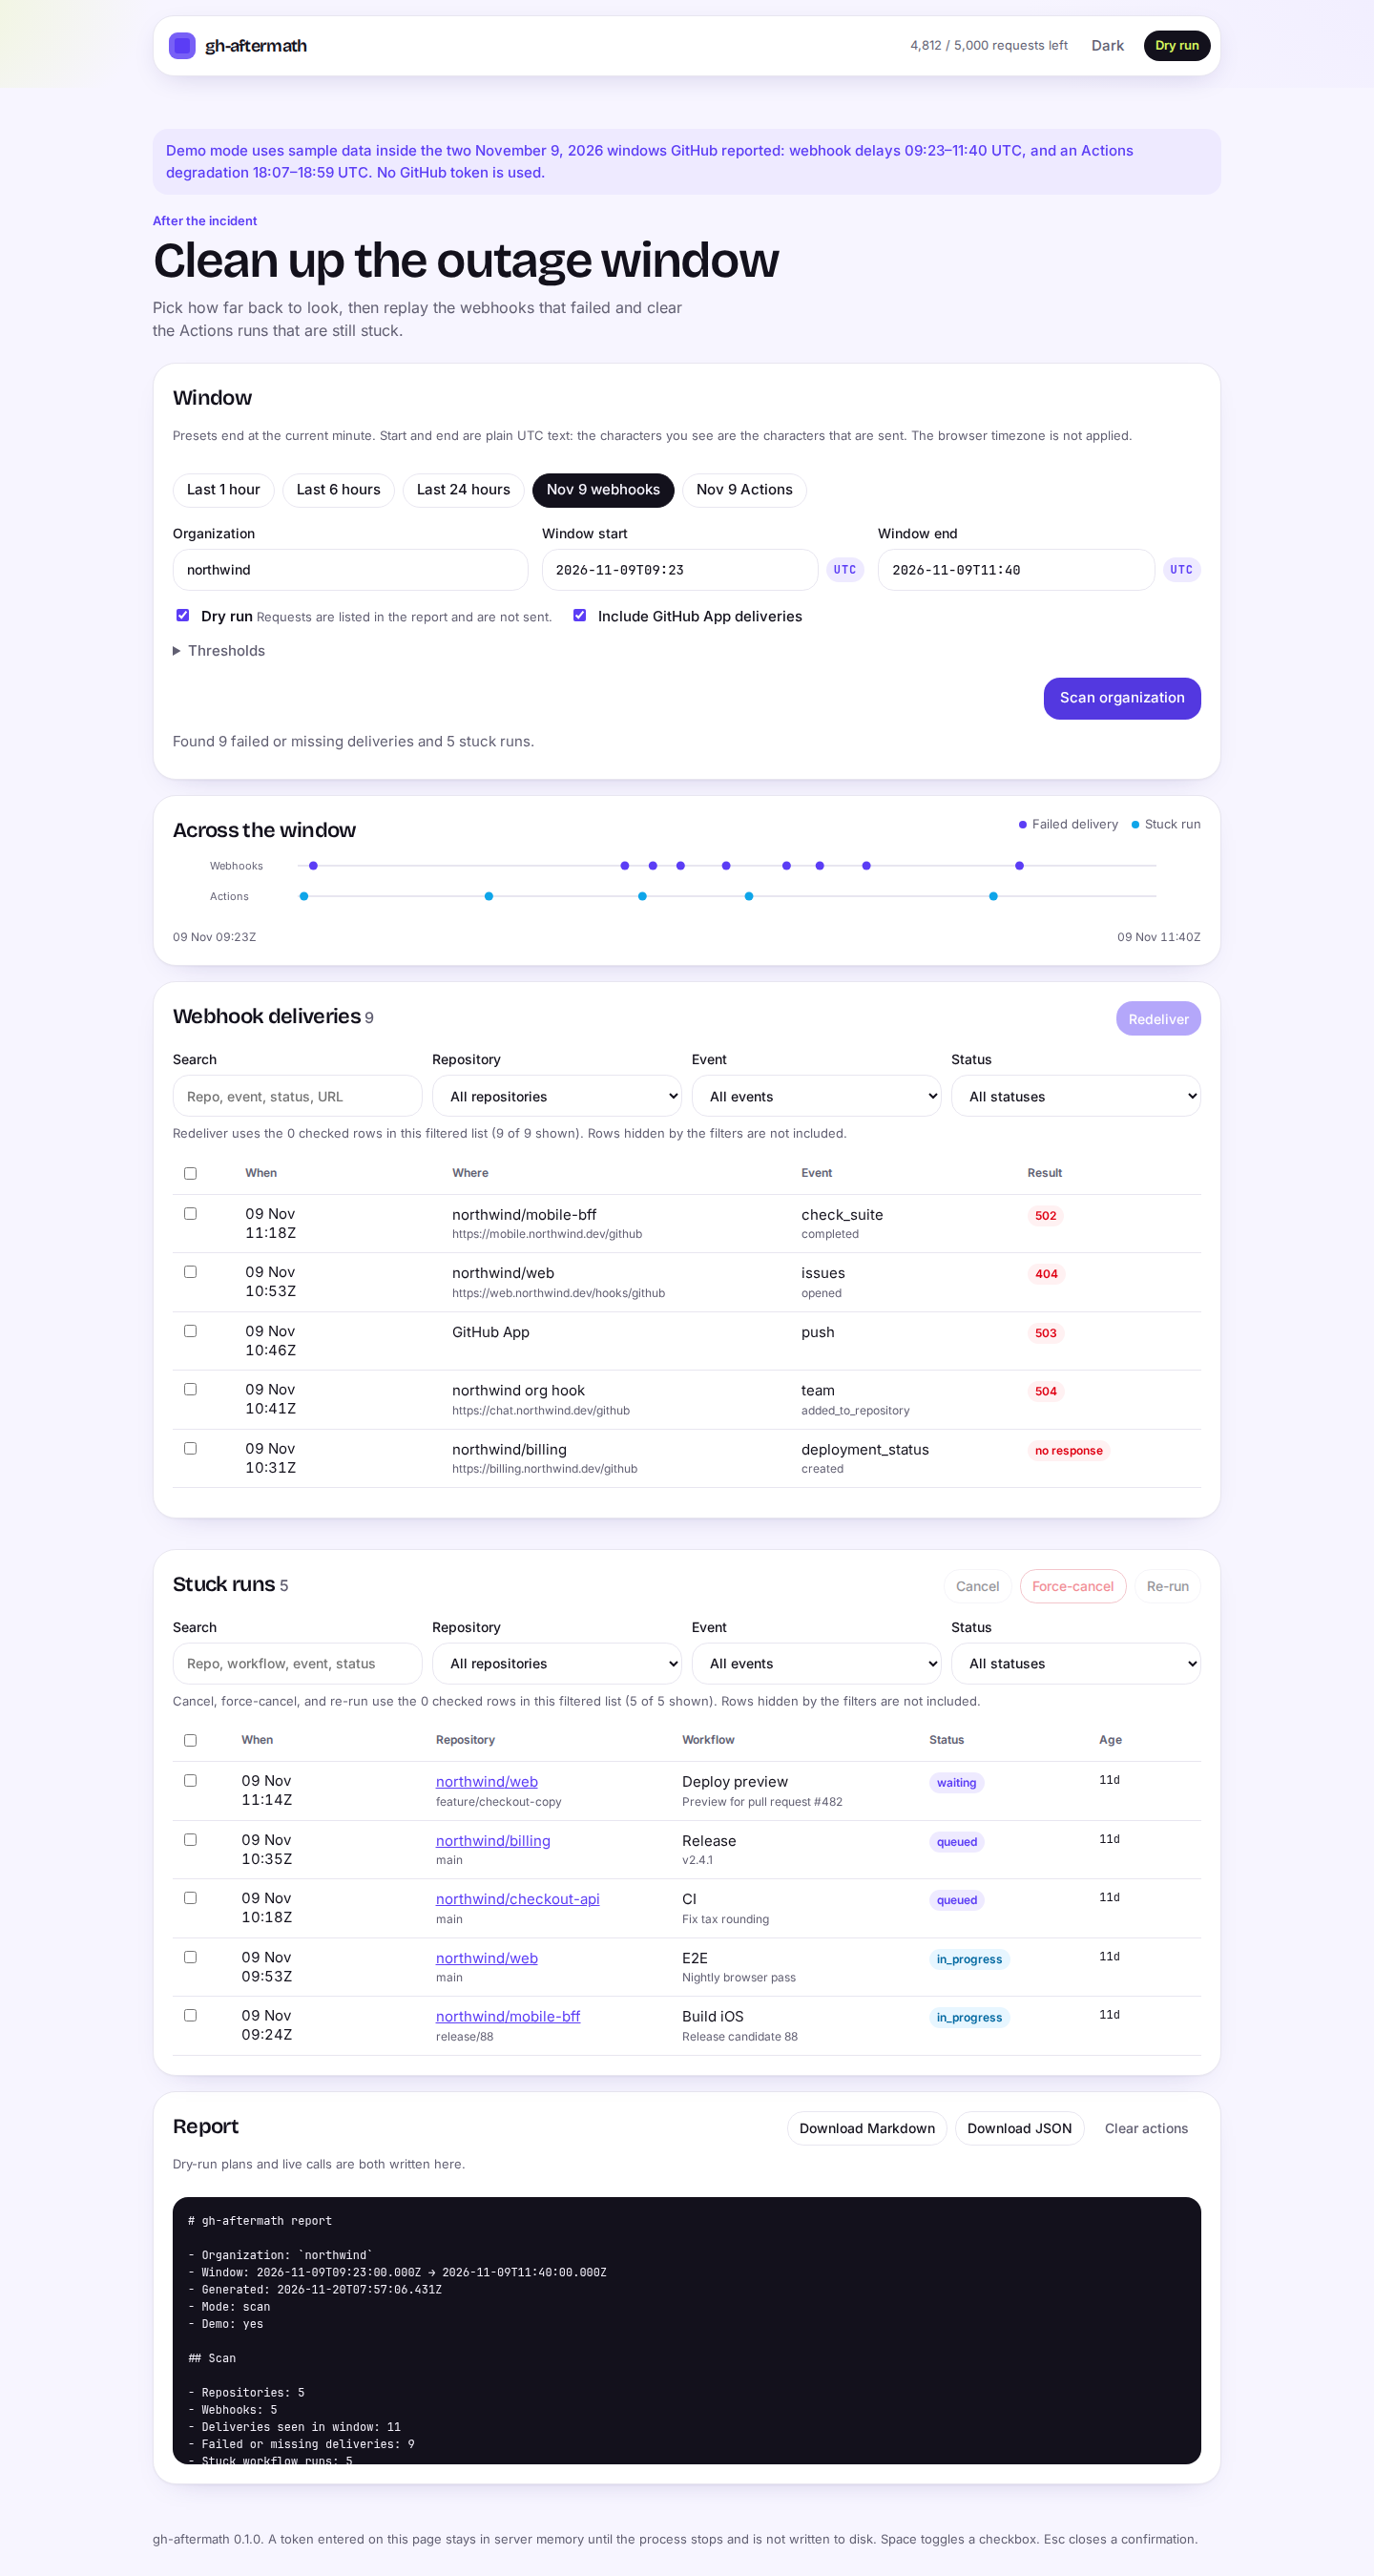 gh-aftermath
4,812 / 5,000 requests left
Dark
Dry run
Demo mode uses sample data inside the two November 9, 2026 windows GitHub reported: webhook delays 09:23–11:40 UTC, and an Actions
degradation 18:07–18:59 UTC. No GitHub token is used.
After the incident
Clean up the outage window
Pick how far back to look, then replay the webhooks that failed and clear
the Actions runs that are still stuck.
Window
Presets end at the current minute. Start and end are plain UTC text: the characters you see are the characters that are sent. The browser timezone is not applied.
Last 1 hour
Last 6 hours
Last 24 hours
Nov 9 webhooks
Nov 9 Actions
Organization
Window start
Window end
northwind
2026-11-09T09:23
UTC
2026-11-09T11:40
UTC
Dry run Requests are listed in the report and are not sent.
Include GitHub App deliveries
Thresholds
Scan organization
Found 9 failed or missing deliveries and 5 stuck runs.
Across the window
Failed delivery
Stuck run
Webhooks
Actions
09 Nov 09:23Z
09 Nov 11:40Z
Webhook deliveries 9
Redeliver
Search
Repository
Event
Status
Repo, event, status, URL
All repositories
All events
All statuses
Redeliver uses the 0 checked rows in this filtered list (9 of 9 shown). Rows hidden by the filters are not included.
When
Where
Event
Result
09 Nov
11:18Z
northwind/mobile-bff
https://mobile.northwind.dev/github
check_suite
completed
502
09 Nov
10:53Z
northwind/web
https://web.northwind.dev/hooks/github
issues
opened
404
09 Nov
10:46Z
GitHub App
push
503
09 Nov
10:41Z
northwind org hook
https://chat.northwind.dev/github
team
added_to_repository
504
09 Nov
10:31Z
northwind/billing
https://billing.northwind.dev/github
deployment_status
created
no response
Stuck runs 5
Cancel
Force-cancel
Re-run
Search
Repository
Event
Status
Repo, workflow, event, status
All repositories
All events
All statuses
Cancel, force-cancel, and re-run use the 0 checked rows in this filtered list (5 of 5 shown). Rows hidden by the filters are not included.
When
Repository
Workflow
Status
Age
09 Nov
11:14Z
northwind/web
feature/checkout-copy
Deploy preview
Preview for pull request #482
waiting
11d
09 Nov
10:35Z
northwind/billing
main
Release
v2.4.1
queued
11d
09 Nov
10:18Z
northwind/checkout-api
main
CI
Fix tax rounding
queued
11d
09 Nov
09:53Z
northwind/web
main
E2E
Nightly browser pass
in_progress
11d
09 Nov
09:24Z
northwind/mobile-bff
release/88
Build iOS
Release candidate 88
in_progress
11d
Report
Download Markdown
Download JSON
Clear actions
Dry-run plans and live calls are both written here.
# gh-aftermath report
- Organization: `northwind`
- Window: 2026-11-09T09:23:00.000Z → 2026-11-09T11:40:00.000Z
- Generated: 2026-11-20T07:57:06.431Z
- Mode: scan
- Demo: yes
## Scan
- Repositories: 5
- Webhooks: 5
- Deliveries seen in window: 11
- Failed or missing deliveries: 9
- Stuck workflow runs: 5
gh-aftermath 0.1.0. A token entered on this page stays in server memory until the process stops and is not written to disk. Space toggles a checkbox. Esc closes a confirmation.